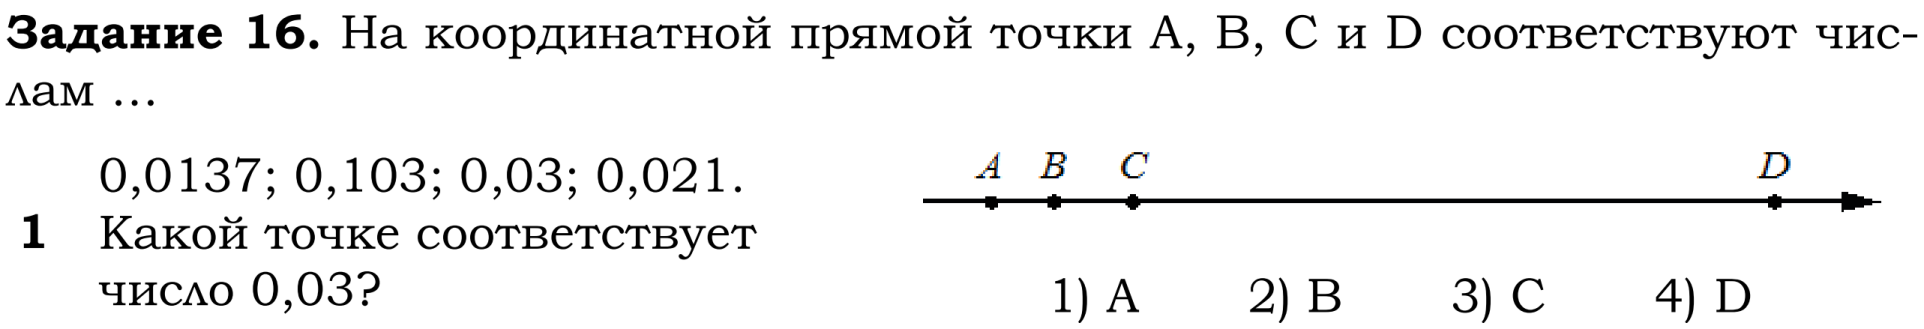 Задание 16. На координатной прямой точки A, B, C и D соответствуют чис-
лам ...
0,0137; 0,103; 0,03; 0,021.
A B C D
1 Какой точке соответствует
число 0,03?
1) A 2) B 3) C 4) D